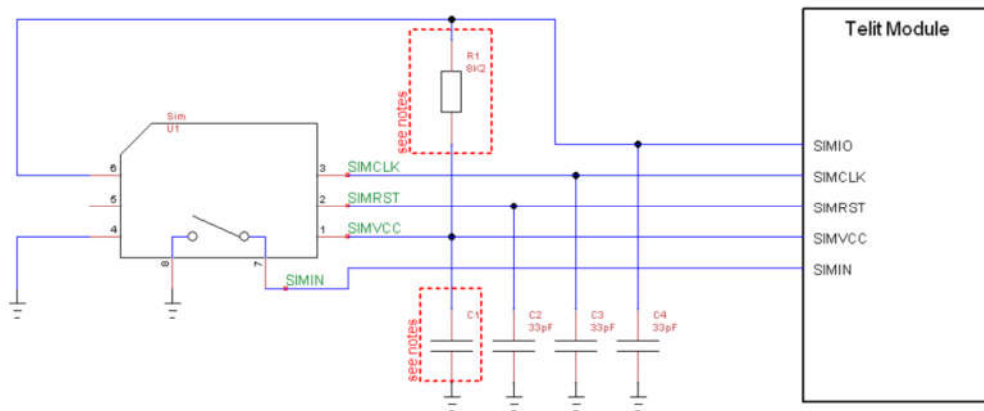 Telit Module
R1
8K2
see notes
Sim
U1
6
5
4
3
2
1
8
7
SIMCLK
SIMRST
SIMVCC
SIMIN
SIMIO
SIMCLK
SIMRST
SIMVCC
SIMIN
see notes
C1
C2
33pF
C3
33pF
C4
33pF